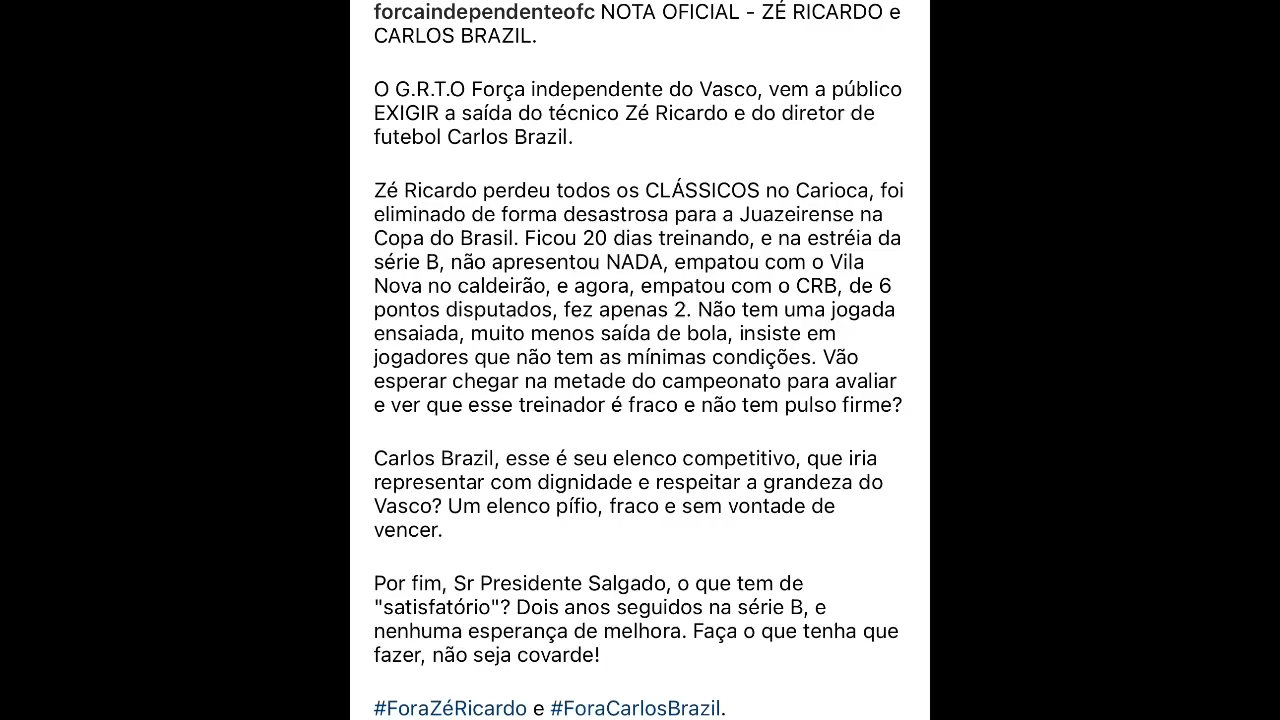 forcaindependenteofc NOTA OFICIAL - ZÉ RICARDO e
CARLOS BRAZIL.
O G.R.T.O Força independente do Vasco, vem a público
EXIGIR a saída do técnico Zé Ricardo e do diretor de
futebol Carlos Brazil.
Zé Ricardo perdeu todos os CLÁSSICOS no Carioca, foi
eliminado de forma desastrosa para a Juazeirense na
Copa do Brasil. Ficou 20 dias treinando, e na estréia da
série B, não apresentou NADA, empatou com o Vila
Nova no caldeirão, e agora, empatou com o CRB, de 6
pontos disputados, fez apenas 2. Não tem uma jogada
ensaiada, muito menos saída de bola, insiste em
jogadores que não tem as mínimas condições. Vão
esperar chegar na metade do campeonato para avaliar
e ver que esse treinador é fraco e não tem pulso firme?
Carlos Brazil, esse é seu elenco competitivo, que iria
representar com dignidade e respeitar a grandeza do
Vasco? Um elenco pífio, fraco e sem vontade de
vencer.
Por fim, Sr Presidente Salgado, o que tem de
"satisfatório"? Dois anos seguidos na série B, e
nenhuma esperança de melhora. Faça o que tenha que
fazer, não seja covarde!
#ForaZéRicardo e #ForaCarlosBrazil.